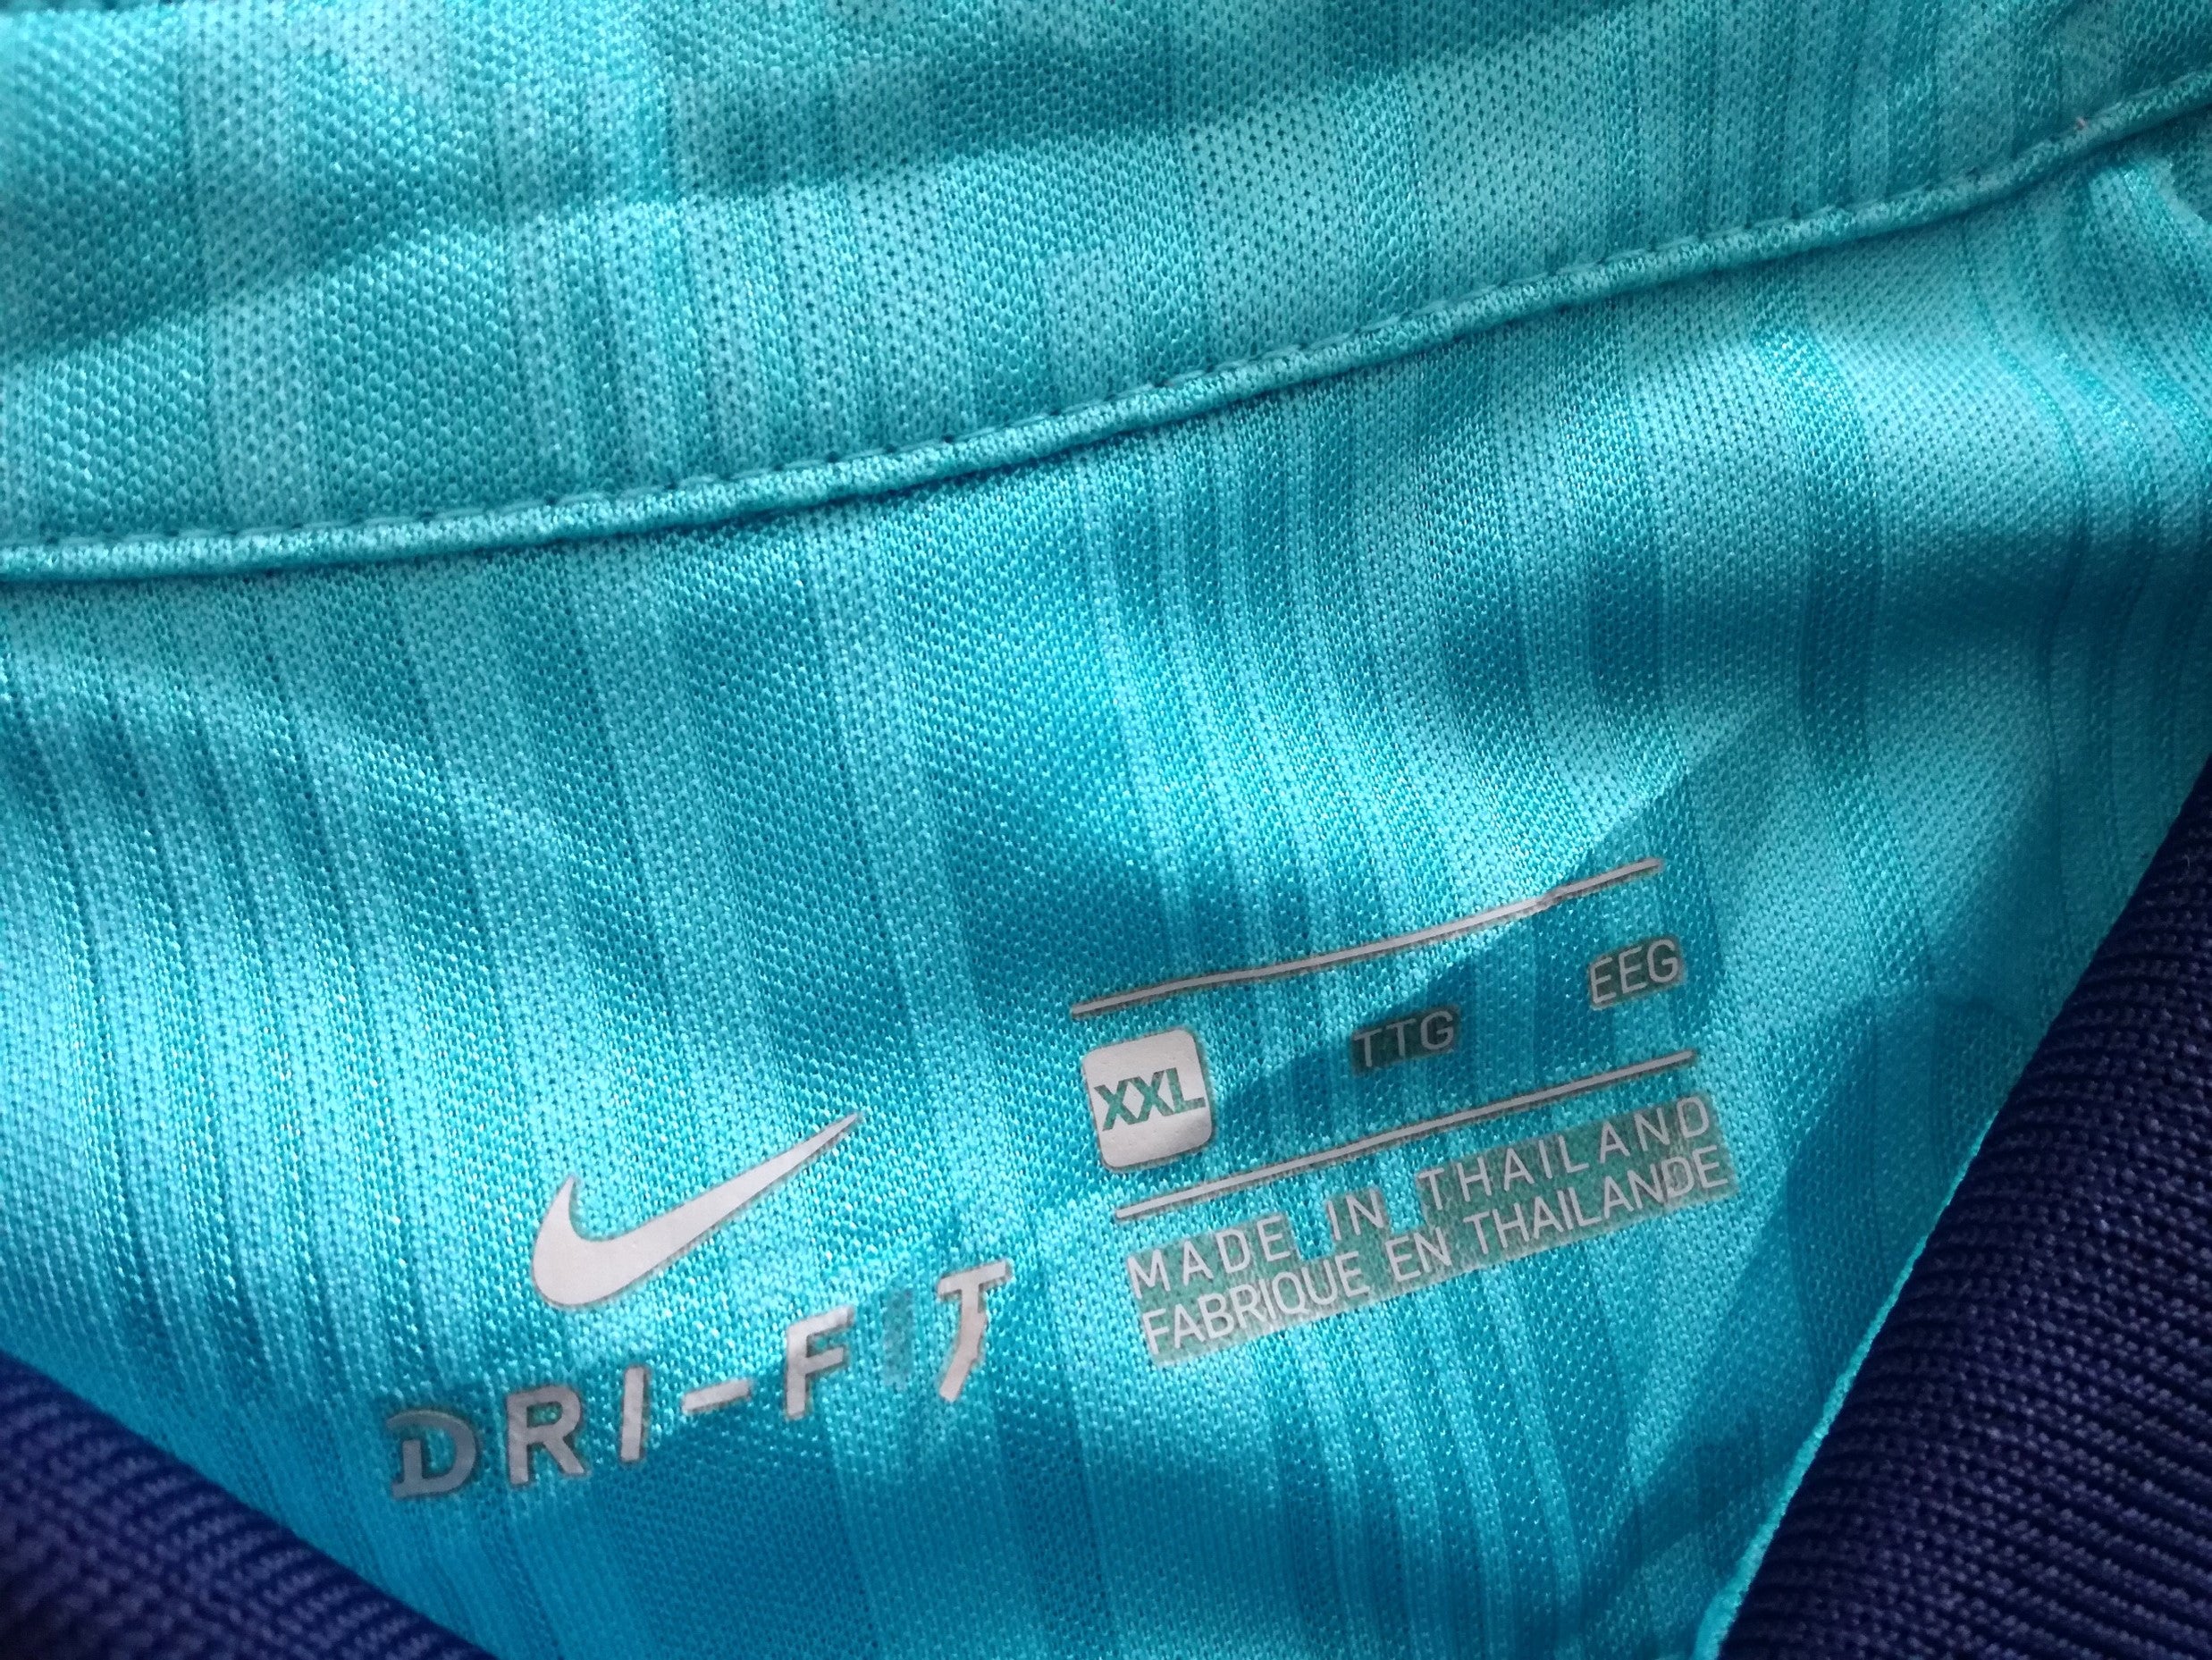 XXL TTG EEG
MADE IN THAILAND
FABRIQUE EN THAILANDE
DRI-FIT